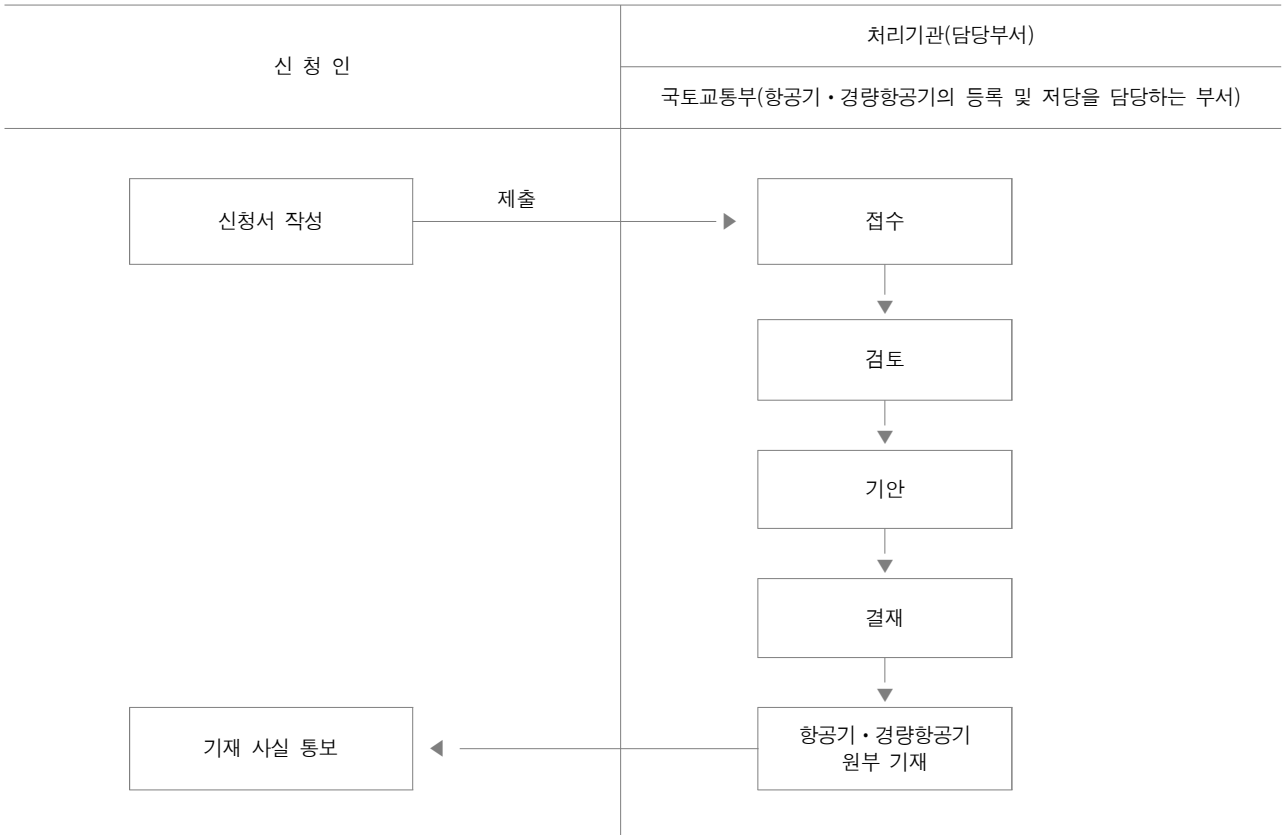 신 청 인
처리기관(담당부서)
국토교통부(항공기·경량항공기의 등록 및 저당을 담당하는 부서)
신청서 작성
제출
접수
검토
기안
결재
기재 사실 통보
항공기·경량항공기
원부 기재